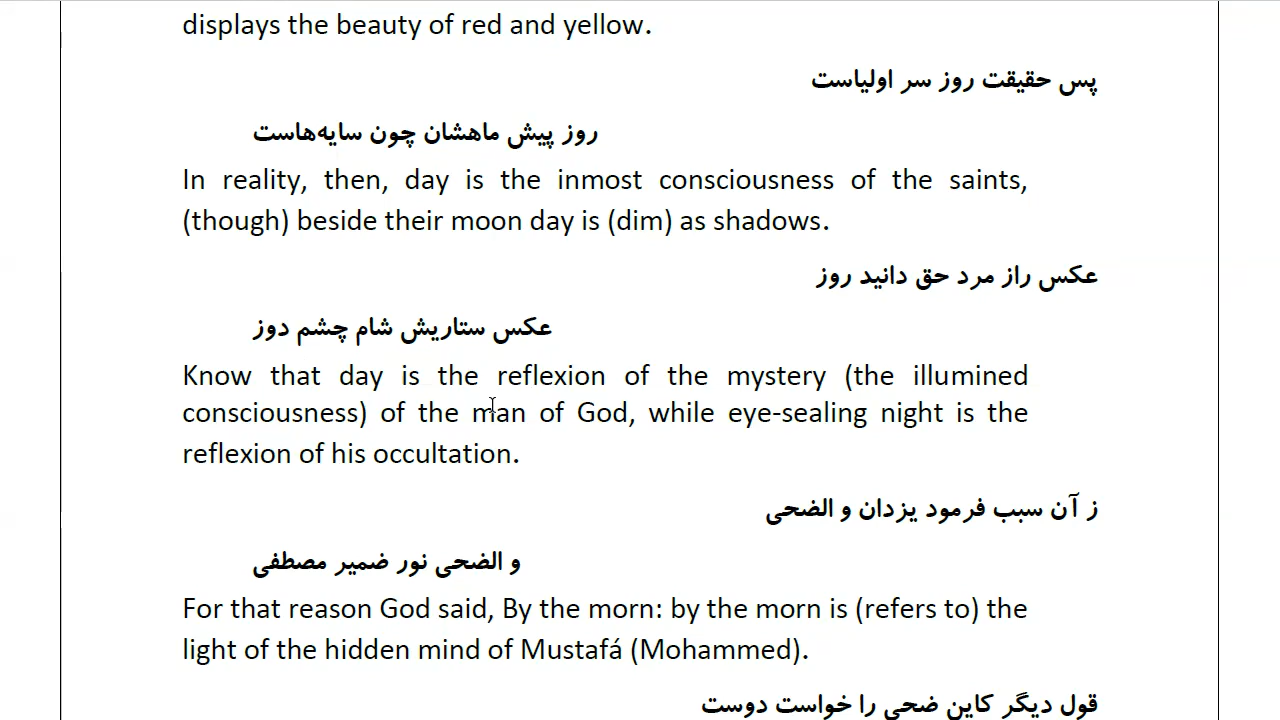 displays the beauty of red and yellow.
پس حقیقت روز سر اولیاست
روز پیش ماهشان چون سایه‌هاست
In reality, then, day is the inmost consciousness of the saints,
(though) beside their moon day is (dim) as shadows.
عکس راز مرد حق دانید روز
عکس ستاریش شام چشم دوز
Know that day is the reflexion of the mystery (the illumined
consciousness) of the man of God, while eye-sealing night is the
reflexion of his occultation.
ز آن سبب فرمود یزدان و الضحی
و الضحی نور ضمیر مصطفی
For that reason God said, By the morn: by the morn is (refers to) the
light of the hidden mind of Mustafá (Mohammed).
قول دیگر کاین ضحی را خواست دوست